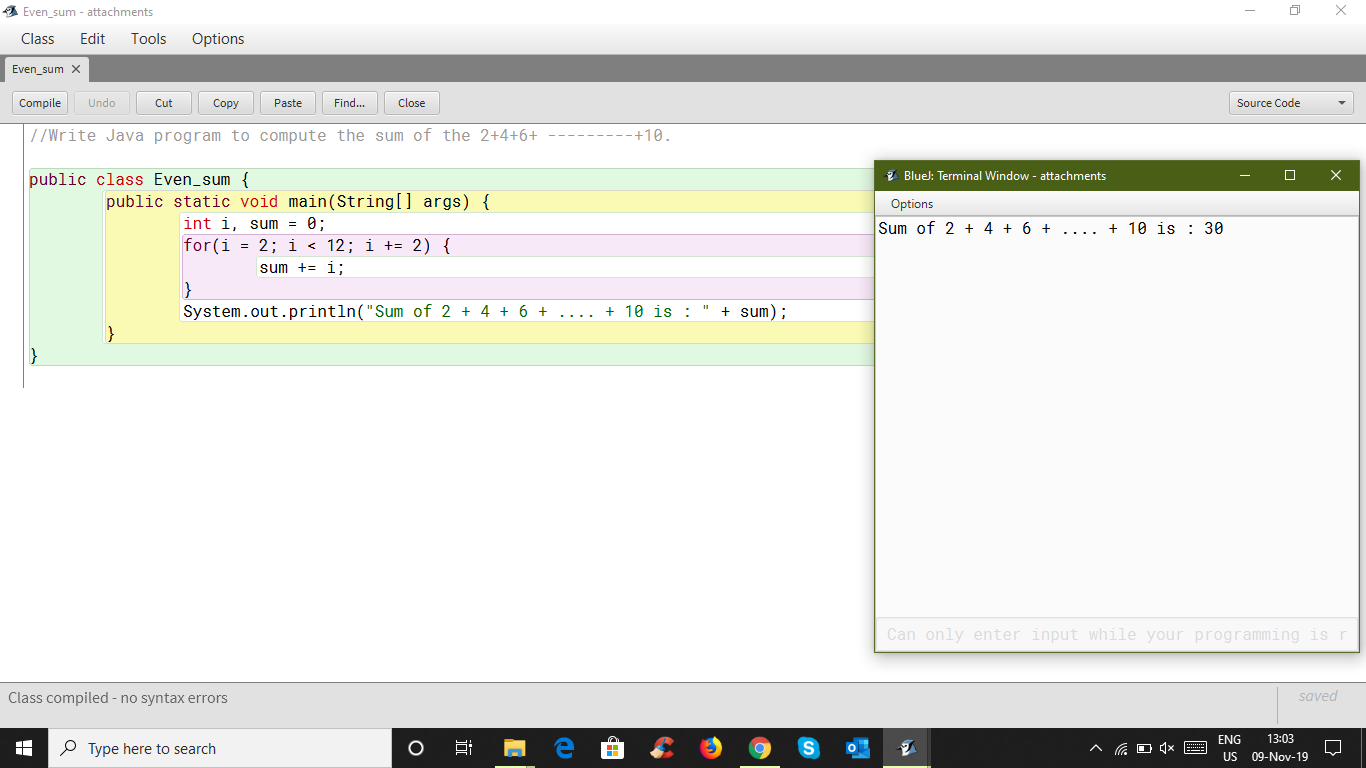 Even_sum - attachments
Class Edit Tools Options
Even_sum
Compile Undo Cut Copy Paste Find... Close Source Code
//Write Java program to compute the sum of the 2+4+6+ ---------+10.
public class Even_sum {
public static void main(String[] args) {
int i, sum = 0;
for(i = 2; i < 12; i += 2) {
sum += i;
}
System.out.println("Sum of 2 + 4 + 6 + .... + 10 is : " + sum);
}
}
BlueJ: Terminal Window - attachments
Options
Sum of 2 + 4 + 6 + .... + 10 is : 30
Can only enter input while your programming is r
Class compiled - no syntax errors
saved
Type here to search
ENG
US
13:03
09-Nov-19